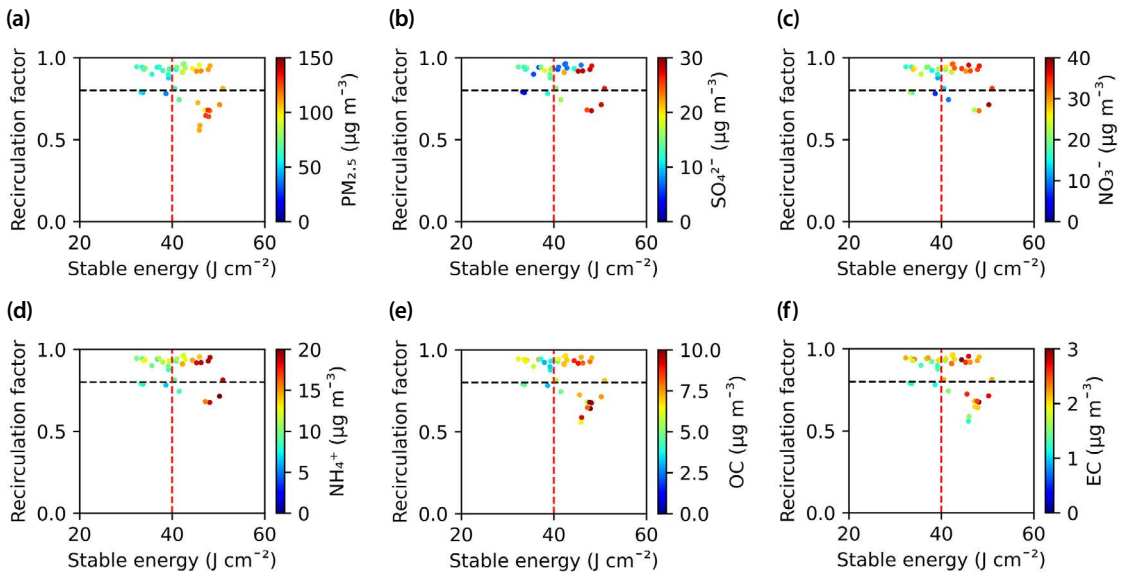 (a)
1.0
0.5
0.0
Recirculation factor
20
40
60
Stable energy (J cm⁻²)
150
100
50
0
PM₂.₅ (μg m⁻³)
(b)
1.0
0.5
0.0
Recirculation factor
20
40
60
Stable energy (J cm⁻²)
30
20
10
0
SO₄²⁻ (μg m⁻³)
(c)
1.0
0.5
0.0
Recirculation factor
20
40
60
Stable energy (J cm⁻²)
40
30
20
10
0
NO₃⁻ (μg m⁻³)
(d)
1.0
0.5
0.0
Recirculation factor
20
40
60
Stable energy (J cm⁻²)
20
15
10
5
0
NH₄⁺ (μg m⁻³)
(e)
1.0
0.5
0.0
Recirculation factor
20
40
60
Stable energy (J cm⁻²)
10.0
7.5
5.0
2.5
0.0
OC (μg m⁻³)
(f)
1.0
0.5
0.0
Recirculation factor
20
40
60
Stable energy (J cm⁻²)
3
2
1
0
EC (μg m⁻³)